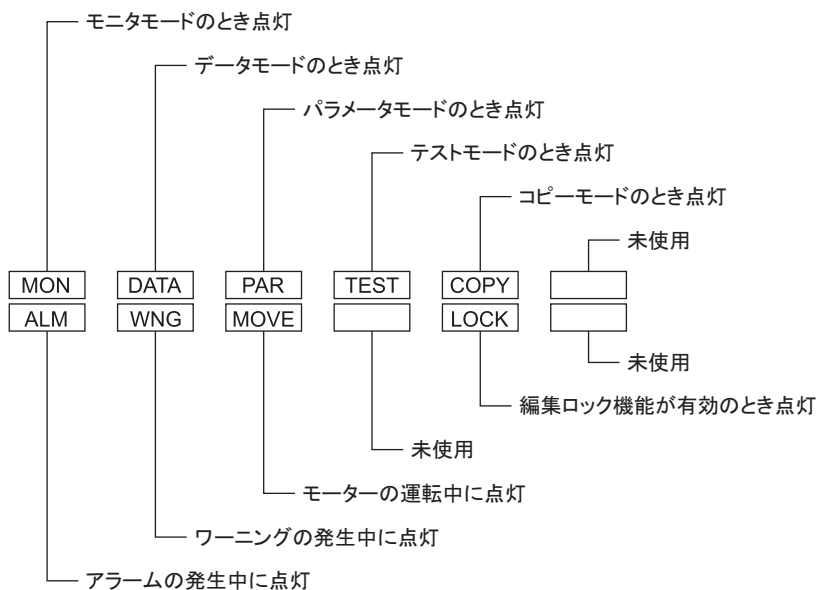 モニタモードのとき点灯
データモードのとき点灯
パラメータモードのとき点灯
テストモードのとき点灯
コピーモードのとき点灯
未使用
MON DATA PAR TEST COPY
ALM WNG MOVE LOCK
未使用
編集ロック機能が有効のとき点灯
未使用
モーターの運転中に点灯
ワーニングの発生中に点灯
アラームの発生中に点灯